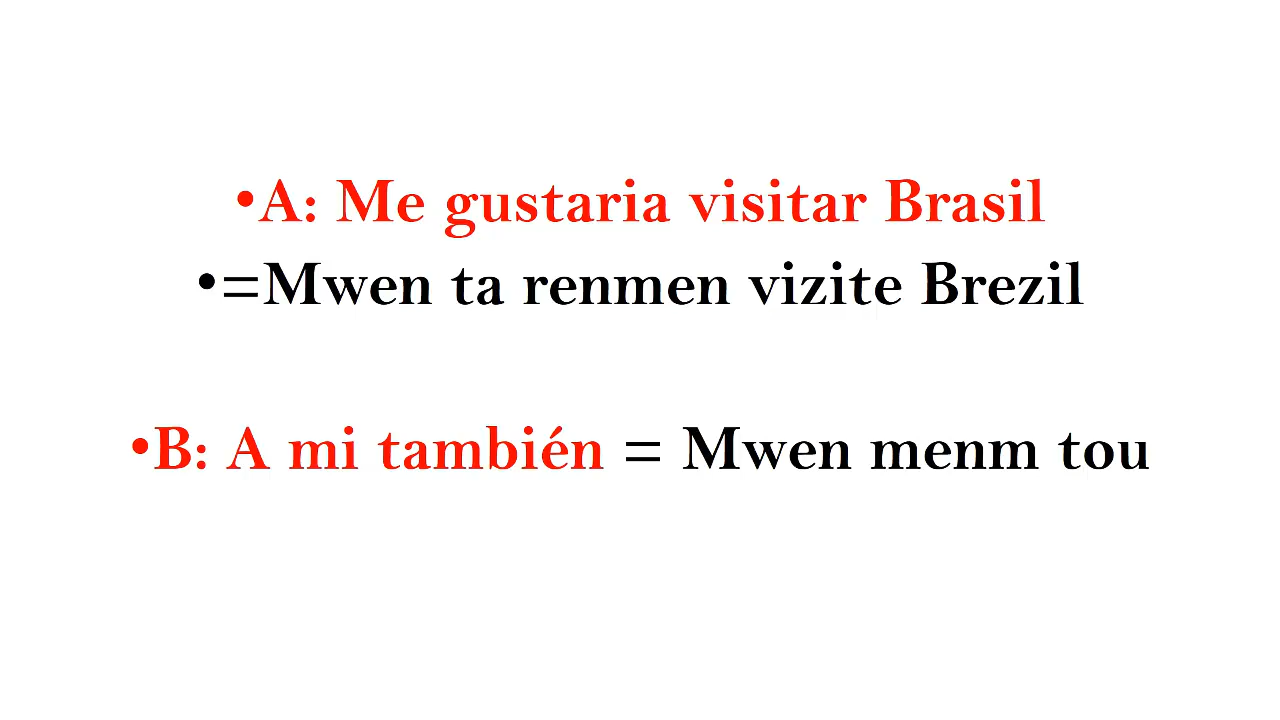 •A: Me gustaria visitar Brasil
•=Mwen ta renmen vizite Brezil
•B: A mi también = Mwen menm tou